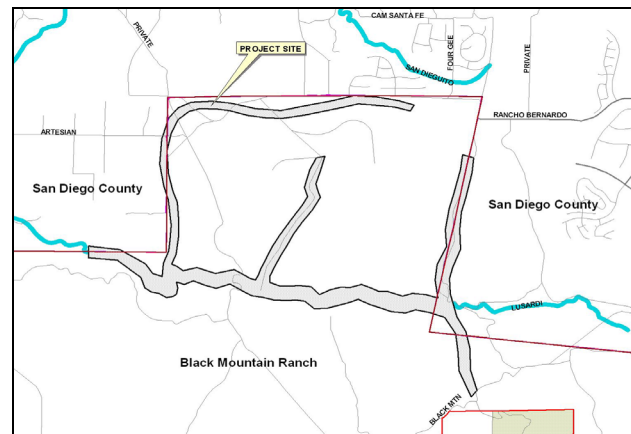 CAM SANTA FE
PRIVATE
FOUR GEE
PRIVATE
PROJECT SITE
SAN DIEGUITO
RANCHO BERNARDO
ARTESIAN
San Diego County
San Diego County
LUSARDI
Black Mountain Ranch
BLACK MTN